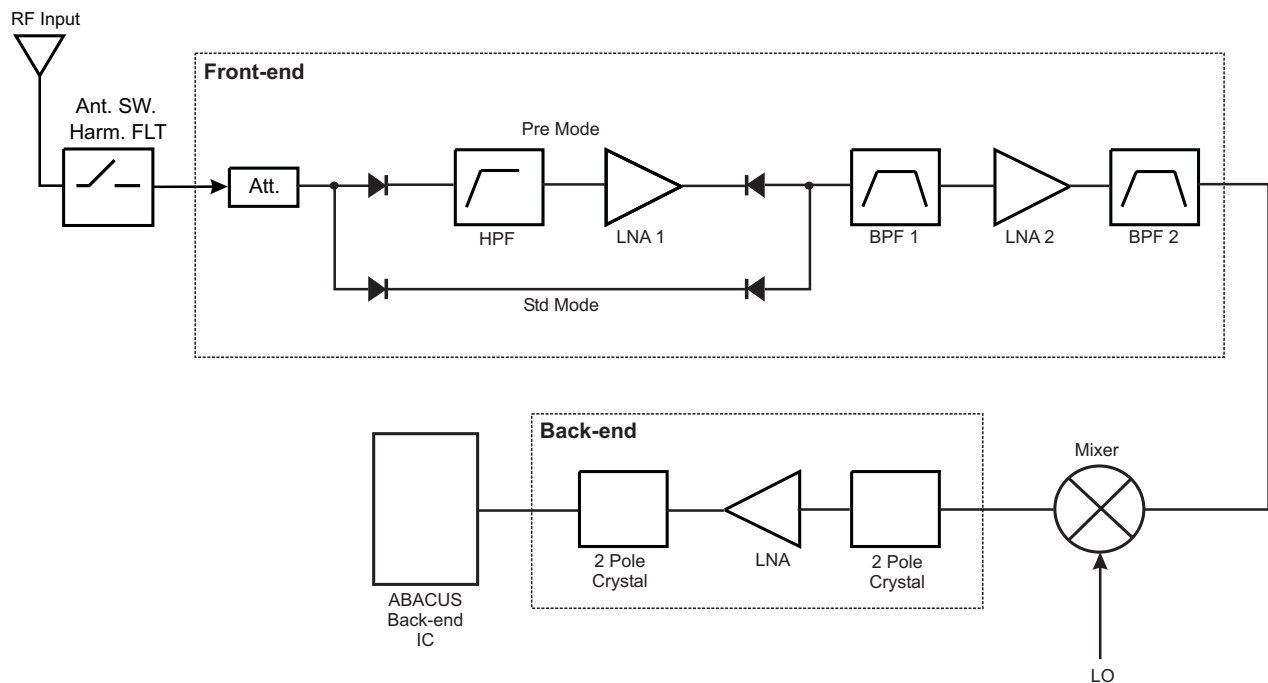 RF Input
Ant. SW.
Harm. FLT
Front-end
Pre Mode
Att.
HPF
LNA 1
BPF 1
LNA 2
BPF 2
Std Mode
Back-end
Mixer
2 Pole
Crystal
LNA
2 Pole
Crystal
ABACUS
Back-end
IC
LO